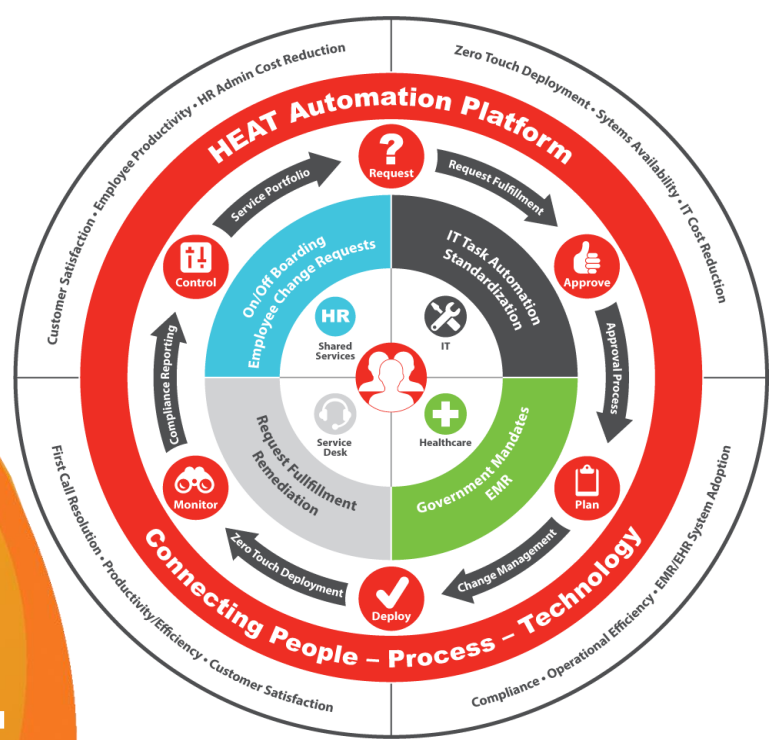 Customer Satisfaction • Employee Productivity • HR Admin Cost Reduction
Zero Touch Deployment • Sytems Availability • IT Cost Reduction
HEAT Automation Platform
Request
Request Fulfillment
Approve
Approval Process
Plan
Change Management
Deploy
Zero Touch Deployment
Monitor
Compliance Reporting
Control
Service Portfolio
On/Off Boarding
Employee Change Requests
IT Task Automation
Standardization
HR
Shared
Services
IT
Service
Desk
Healthcare
Request Fullfillment
Remediation
Government Mandates
EMR
Connecting People – Process – Technology
First Call Resolution • Productivity/Efficiency • Customer Satisfaction
Compliance • Operational Efficiency • EMR/EHR System Adoption